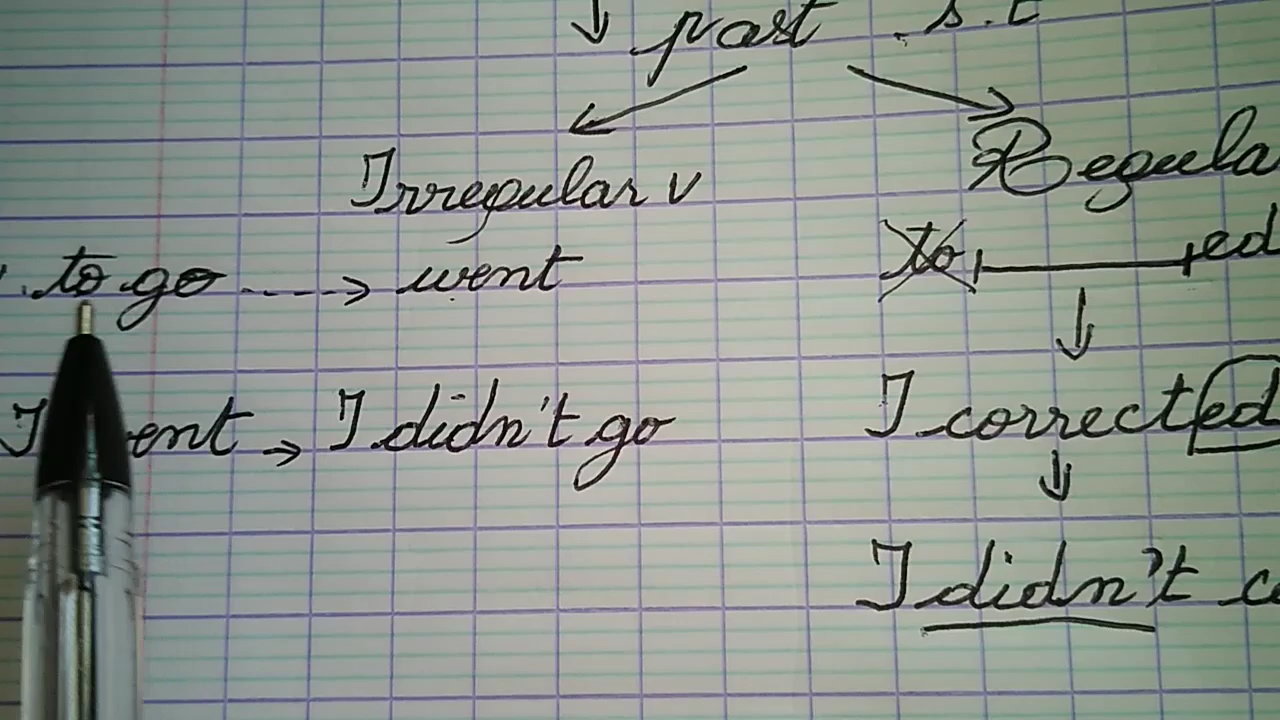 ↓ past . s.t
Irregular v
Regula
to go ----> went
to ed
I went → I didn't go
I corrected
I didn't